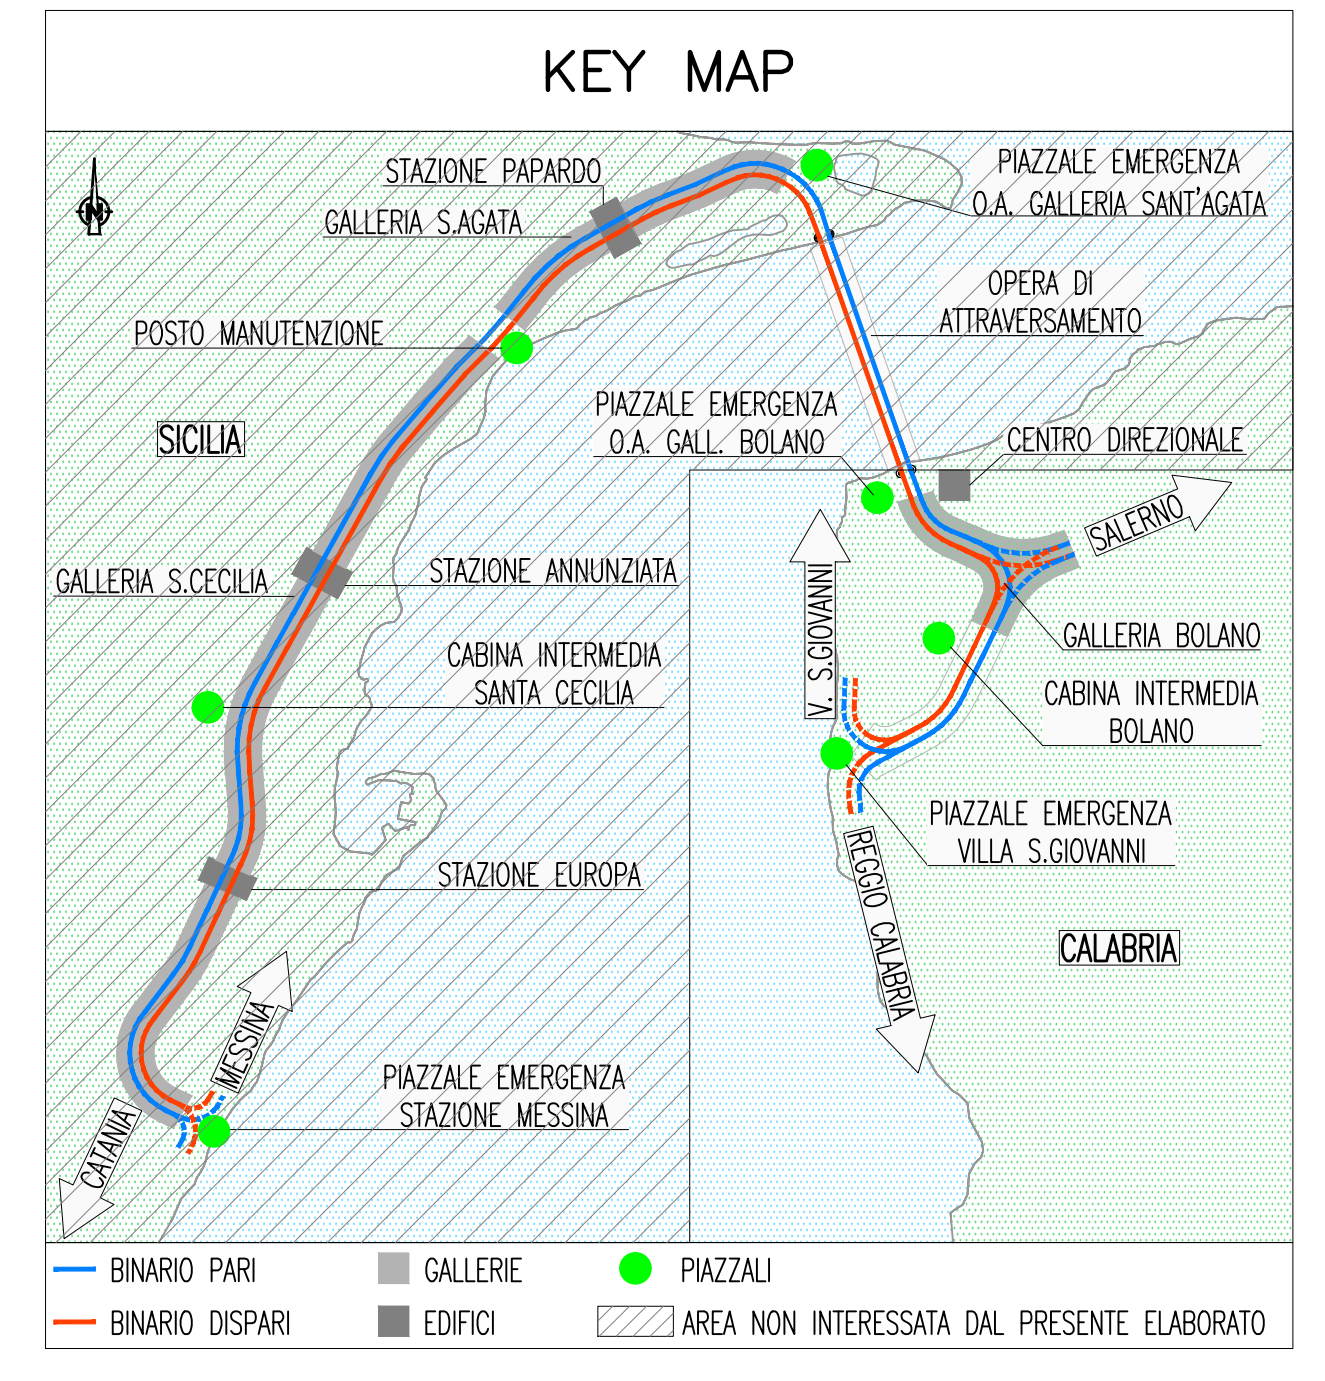 KEY MAP
STAZIONE PAPARDO
PIAZZALE EMERGENZA
O.A. GALLERIA SANT'AGATA
GALLERIA S.AGATA
N
OPERA DI
ATTRAVERSAMENTO
POSTO MANUTENZIONE
PIAZZALE EMERGENZA
O.A. GALL. BOLANO
SICILIA
CENTRO DIREZIONALE
SALERNO
GALLERIA S.CECILIA
STAZIONE ANNUNZIATA
V. S.GIOVANNI
GALLERIA BOLANO
CABINA INTERMEDIA
SANTA CECILIA
CABINA INTERMEDIA
BOLANO
PIAZZALE EMERGENZA
VILLA S.GIOVANNI
STAZIONE EUROPA
REGGIO CALABRIA
CALABRIA
MESSINA
PIAZZALE EMERGENZA
STAZIONE MESSINA
CATANIA
BINARIO PARI
GALLERIE
PIAZZALI
BINARIO DISPARI
EDIFICI
AREA NON INTERESSATA DAL PRESENTE ELABORATO